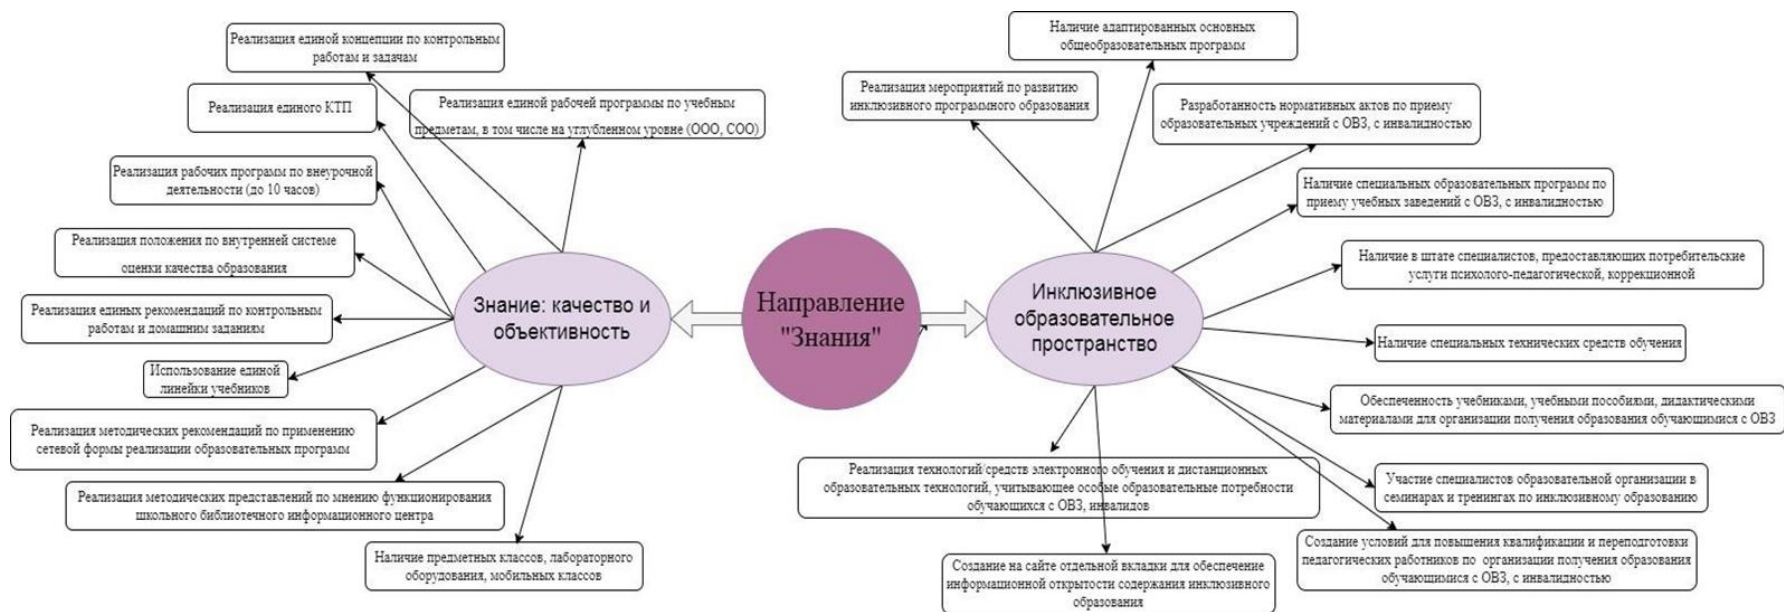 Реализация единой концепции по контрольным
работам и задачам
Реализация единого КТП
Реализация единой рабочей программы по учебным
предметам, в том числе на углубленном уровне (ООО, СОО)
Реализация рабочих программ по внеурочной
деятельности (до 10 часов)
Реализация положения по внутренней системе
оценки качества образования
Реализация единых рекомендаций по контрольным
работам и домашним заданиям
Использование единой
линейки учебников
Реализация методических рекомендаций по применению
сетевой формы реализации образовательных программ
Реализация методических представлений по мнению функционирования
школьного библиотечного информационного центра
Наличие предметных классов, лабораторного
оборудования, мобильных классов
Знание: качество и
объективность
Направление
"Знания"
Инклюзивное
образовательное
пространство
Наличие адаптированных основных
общеобразовательных программ
Реализация мероприятий по развитию
инклюзивного программного образования
Разработанность нормативных актов по приему
образовательных учреждений с ОВЗ, с инвалидностью
Наличие специальных образовательных программ по
приему учебных заведений с ОВЗ, с инвалидностью
Наличие в штате специалистов, предоставляющих потребительские
услуги психолого-педагогической, коррекционной
Наличие специальных технических средств обучения
Обеспеченность учебниками, учебными пособиями, дидактическими
материалами для организации получения образования обучающимися с ОВЗ
Участие специалистов образовательной организации в
семинарах и тренингах по инклюзивному образованию
Создание условий для повышения квалификации и переподготовки
педагогических работников по организации получения образования
обучающимися с ОВЗ, с инвалидностью
Реализация технологий/средств электронного обучения и дистанционных
образовательных технологий, учитывающее особые образовательные потребности
обучающихся с ОВЗ, инвалидов
Создание на сайте отдельной вкладки для обеспечение
информационной открытости содержания инклюзивного
образования